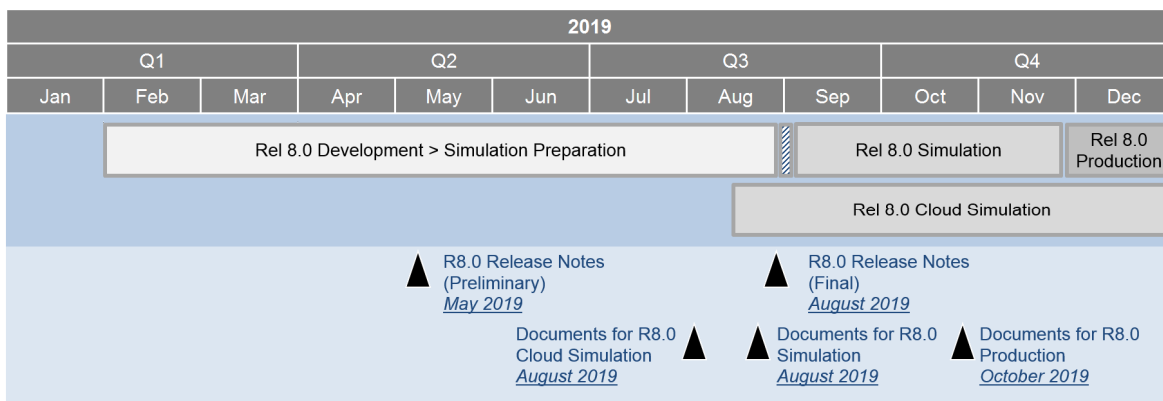 2019
Q1 Q2 Q3 Q4
Jan Feb Mar Apr May Jun Jul Aug Sep Oct Nov Dec
Rel 8.0 Development > Simulation Preparation
Rel 8.0 Simulation
Rel 8.0
Production
Rel 8.0 Cloud Simulation
R8.0 Release Notes
(Preliminary)
May 2019
R8.0 Release Notes
(Final)
August 2019
Documents for R8.0
Cloud Simulation
August 2019
Documents for R8.0
Simulation
August 2019
Documents for R8.0
Production
October 2019